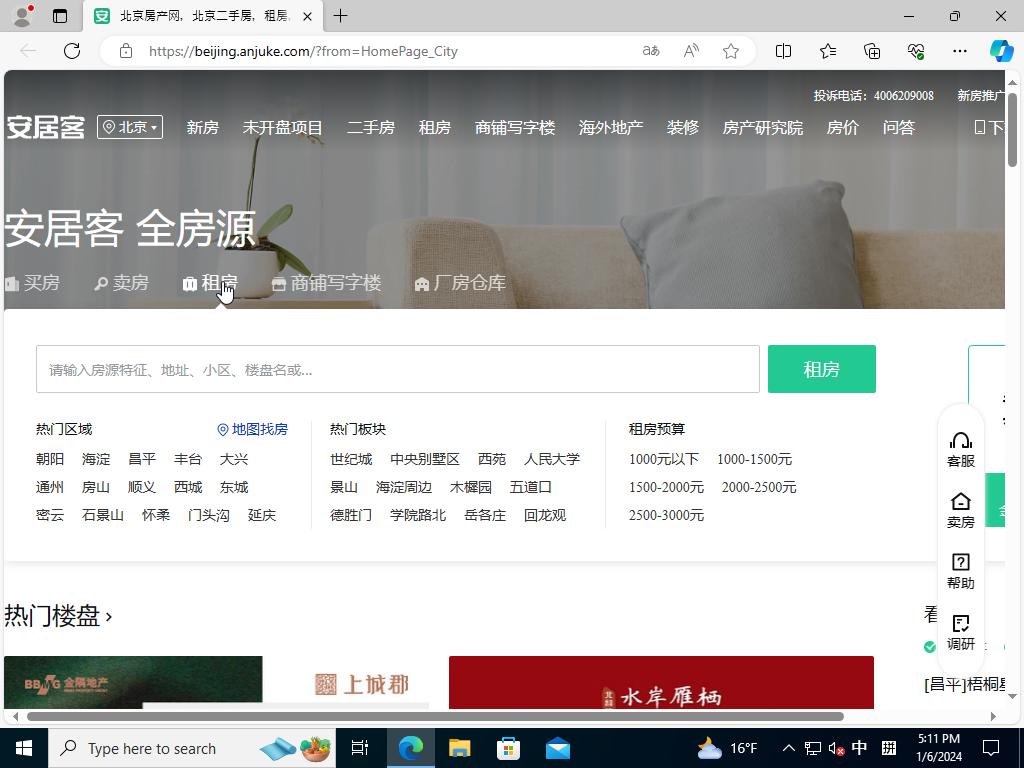 北京房产网，北京二手房，租房，
https://beijing.anjuke.com/?from=HomePage_City
投诉电话：4006209008 新房推广
安居客 北京 新房 未开盘项目 二手房 租房 商铺写字楼 海外地产 装修 房产研究院 房价 问答 下
安居客 全房源
买房 卖房 租房 商铺写字楼 厂房仓库
请输入房源特征、地址、小区、楼盘名或... 租房
热门区域 地图找房 热门板块 租房预算
朝阳 海淀 昌平 丰台 大兴 世纪城 中央别墅区 西苑 人民大学 1000元以下 1000-1500元
通州 房山 顺义 西城 东城 景山 海淀周边 木樨园 五道口 1500-2000元 2000-2500元
密云 石景山 怀柔 门头沟 延庆 德胜门 学院路北 岳各庄 回龙观 2500-3000元
客服
卖房
帮助
调研
热门楼盘 ›
看
BBMG 金隅地产
上城郡
北京 水岸雁栖
[昌平]梧桐星
Type here to search
16°F
中
拼
5:11 PM
1/6/2024